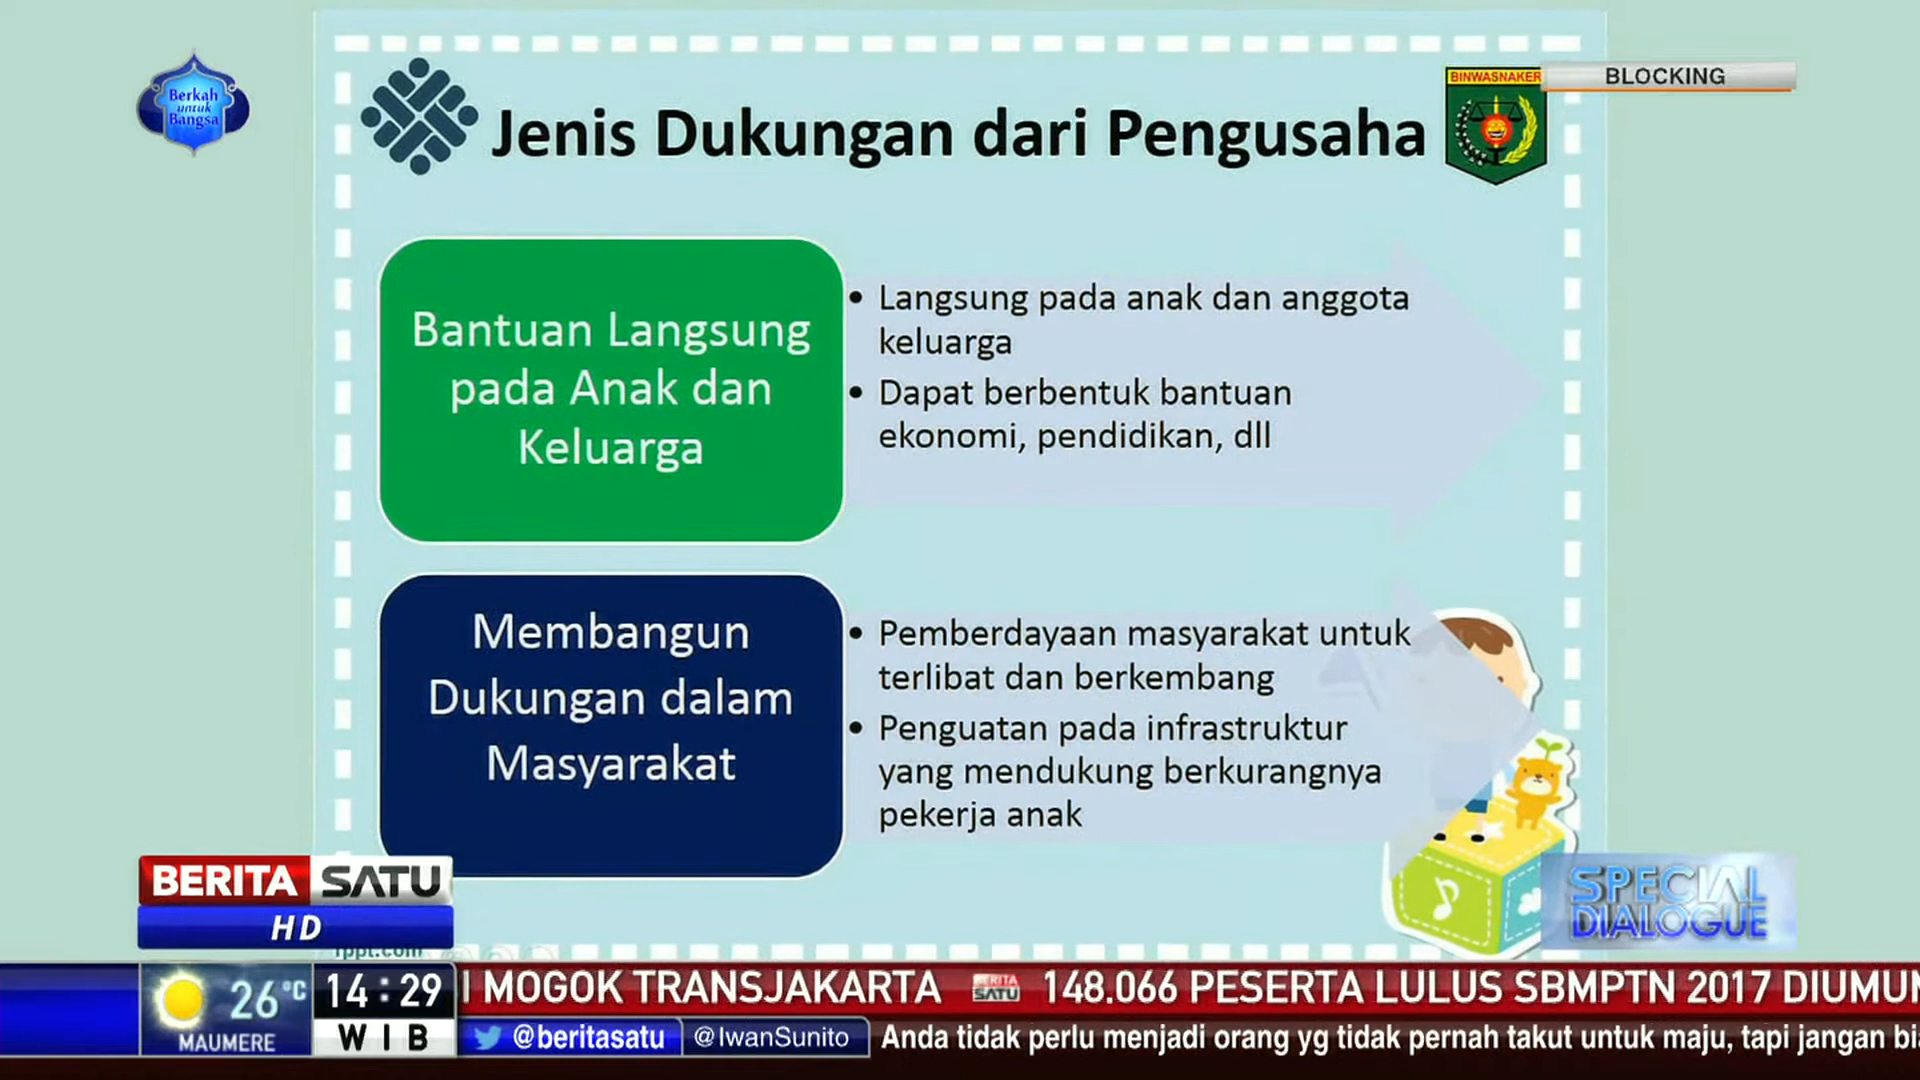 Berkah
untuk
Bangsa
Jenis Dukungan dari Pengusaha
BINWASNAKER
BLOCKING
Bantuan Langsung
pada Anak dan
Keluarga
• Langsung pada anak dan anggota
keluarga
• Dapat berbentuk bantuan
ekonomi, pendidikan, dll
Membangun
Dukungan dalam
Masyarakat
• Pemberdayaan masyarakat untuk
terlibat dan berkembang
• Penguatan pada infrastruktur
yang mendukung berkurangnya
pekerja anak
BERITA SATU
HD
fppt.com
SPECIAL
DIALOGUE
26°C
MAUMERE
14:29
WIB
I MOGOK TRANSJAKARTA BERITA SATU 148.066 PESERTA LULUS SBMPTN 2017 DIUMUN
@beritasatu @IwanSunito Anda tidak perlu menjadi orang yg tidak pernah takut untuk maju, tapi jangan bi